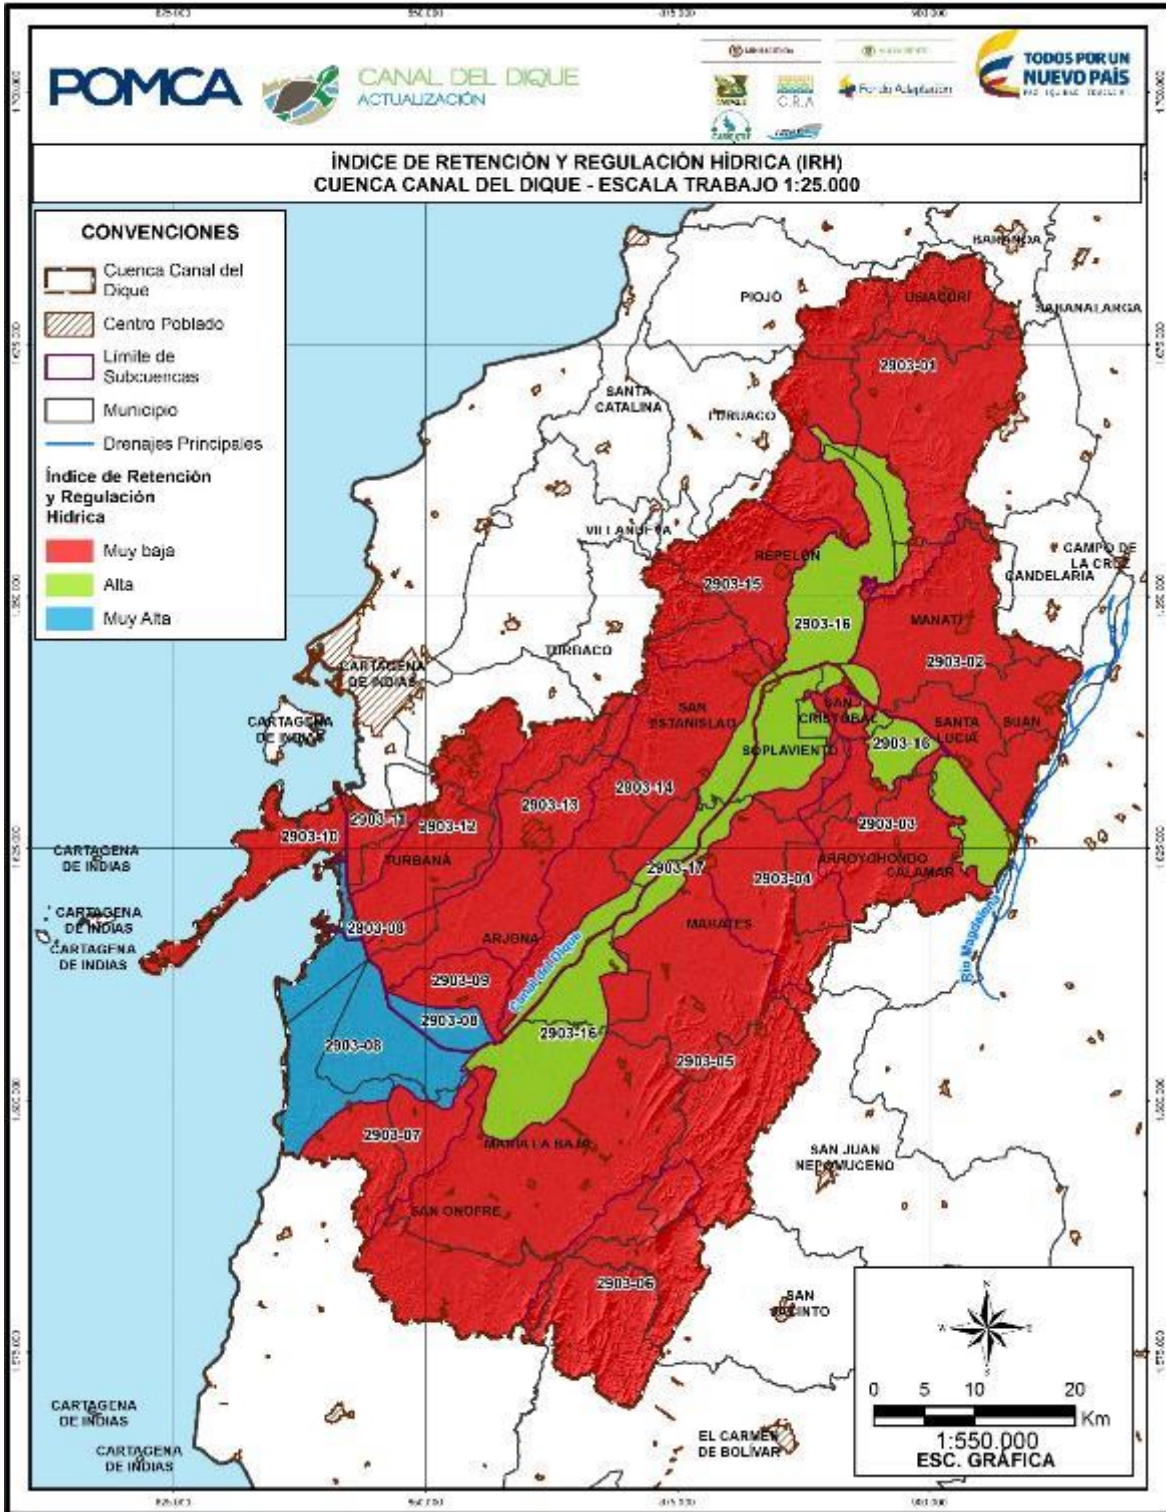 POMCA
CANAL DEL DIQUE
ACTUALIZACIÓN
C.R.A
Fondo Adaptación
TODOS POR UN
NUEVO PAÍS
ÍNDICE DE RETENCIÓN Y REGULACIÓN HÍDRICA (IRH)
CUENCA CANAL DEL DIQUE - ESCALA TRABAJO 1:25.000
CONVENCIONES
Cuenca Canal del
Dique
Centro Poblado
Límite de
Subcuencas
Municipio
Drenajes Principales
Índice de Retención
y Regulación
Hídrica
Muy baja
Alta
Muy Alta
PIOJÓ
USIACURÍ
2903-01
SANTA
CATALINA
LURUACO
VILLANUEVA
REPELÓN
2903-15
CAMPO DE
LA CRUZ
CANDELARIA
MANATÍ
2903-16
2903-02
TURBACO
CARTAGENA
DE INDIAS
CARTAGENA
DE INDIAS
SAN
ESTANISLAO
SAN
CRISTÓBAL
SANTA
LUCIA
SUAN
SOPLAVIENTO
2903-16
2903-14
2903-13
2903-12
2903-11
2903-10
2903-03
TURBANÁ
CARTAGENA
DE INDIAS
2903-17
ARROYOHONDO
CALAMAR
2903-04
CARTAGENA
DE INDIAS
CARTAGENA
DE INDIAS
2903-08
ARJONA
MAHATES
Canal del Dique
Río Magdalena
2903-09
2903-08
2903-16
2903-08
2903-05
2903-07
MARÍA LA BAJA
SAN JUAN
NEPOMUCENO
SAN ONOFRE
2903-06
SAN
JACINTO
CARTAGENA
DE INDIAS
CARTAGENA
DE INDIAS
EL CARMEN
DE BOLÍVAR
N
W
E
S
0 5 10 20
Km
1:550.000
ESC. GRÁFICA